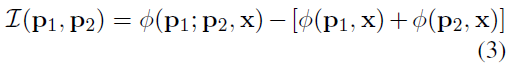 𝓘(p₁, p₂) = ϕ(p₁; p₂, x) − [ϕ(p₁, x) + ϕ(p₂, x)]
(3)